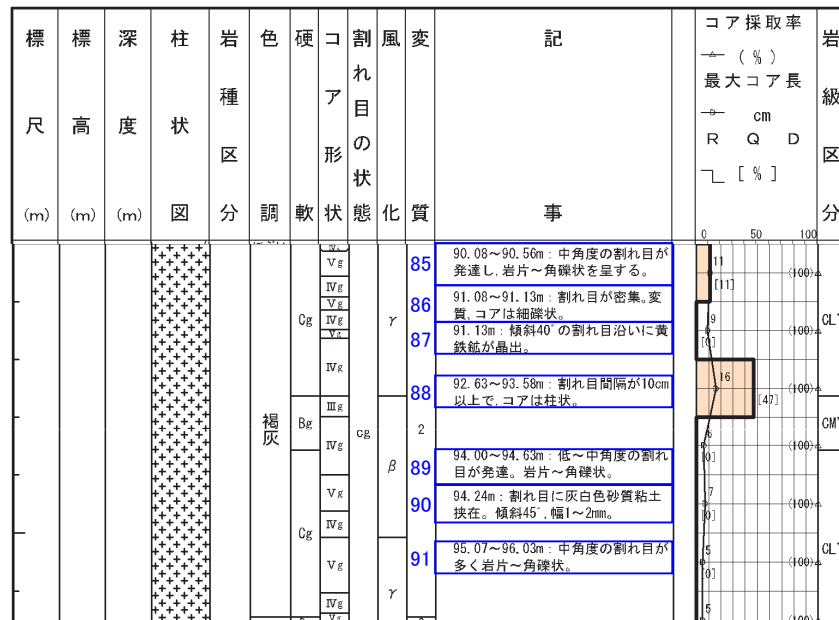 標尺(m)
標高(m)
深度(m)
柱状図
岩種区分
色調
硬軟
コア形状
割れ目の状態
風化
変質
記事
コア採取率
(%)
最大コア長
cm
R Q D
[%]
岩級区分
0 50 100
85
90.08~90.56m:中角度の割れ目が
発達し、岩片~角礫状を呈する。
86
91.08~91.13m:割れ目が密集。変
質、コアは細礫状。
87
91.13m:傾斜40°の割れ目沿いに黄
鉄鉱が晶出。
88
92.63~93.58m:割れ目間隔が10cm
以上で、コアは柱状。
89
94.00~94.63m:低~中角度の割れ
目が発達。岩片~角礫状。
90
94.24m:割れ目に灰白色砂質粘土
挟在。傾斜45°、幅1~2mm。
91
95.07~96.03m:中角度の割れ目が
多く岩片~角礫状。
褐灰
Cg
Bg
Cg
Ⅴg
Ⅳg
Ⅴg
Ⅳg
Ⅴg
Ⅳg
Ⅲg
Ⅳg
Ⅴg
Ⅳg
Ⅴg
Ⅳg
Ⅴg
cg
γ
β
γ
2
11
[11]
(100)
9
[0]
(100)
16
[47]
(100)
6
[0]
(100)
7
[0]
(100)
5
[0]
(100)
5
(100)
CL'
CM'
CL'